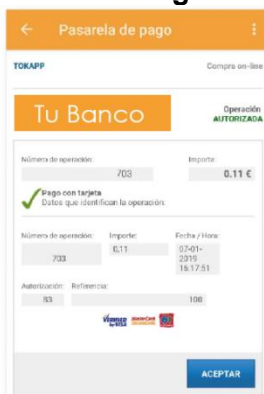 Pasarela de pago
TOKAPP
Compra on-line
Tu Banco
Operación
AUTORIZADA
Número de operación:
Importe:
703
0.11 €
Pago con tarjeta
Datos que identifican la operación.
Número de operación:
Importe:
Fecha / Hora:
703
0,11
07-01-
2019
16:17:51
Autorización:
Referencia:
83
100
ACEPTAR